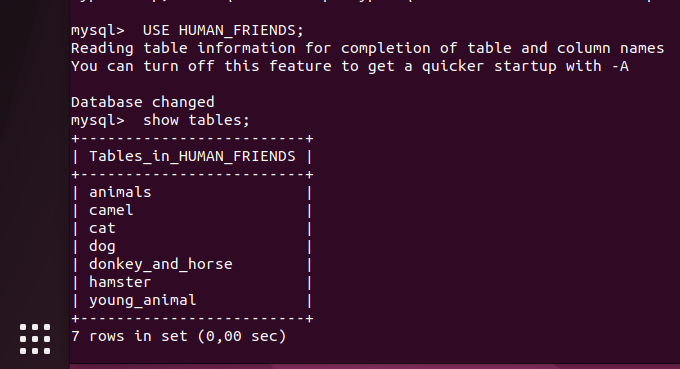 mysql>  USE HUMAN_FRIENDS;
Reading table information for completion of table and column names
You can turn off this feature to get a quicker startup with -A

Database changed
mysql>  show tables;
+-------------------------+
| Tables_in_HUMAN_FRIENDS |
+-------------------------+
| animals                 |
| camel                   |
| cat                     |
| dog                     |
| donkey_and_horse        |
| hamster                 |
| young_animal            |
+-------------------------+
7 rows in set (0,00 sec)